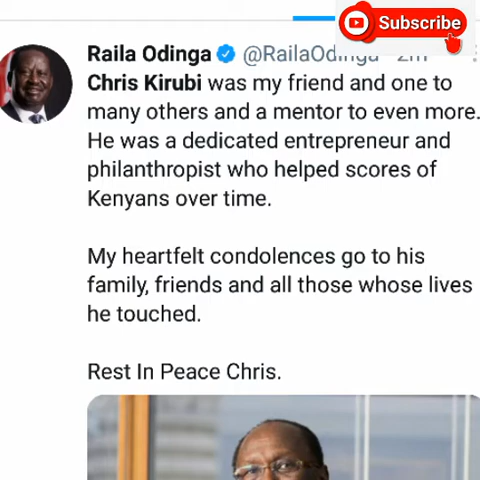 Subscribe
Raila Odinga @RailaOdinga · 2m
Chris Kirubi was my friend and one to
many others and a mentor to even more.
He was a dedicated entrepreneur and
philanthropist who helped scores of
Kenyans over time.
My heartfelt condolences go to his
family, friends and all those whose lives
he touched.
Rest In Peace Chris.